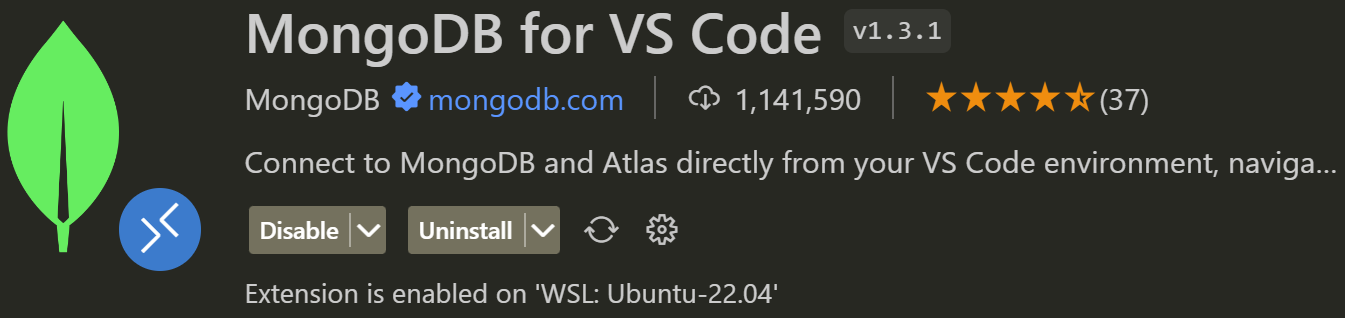 MongoDB for VS Code v1.3.1
MongoDB mongodb.com 1,141,590 (37)
Connect to MongoDB and Atlas directly from your VS Code environment, naviga...
Disable Uninstall
Extension is enabled on 'WSL: Ubuntu-22.04'